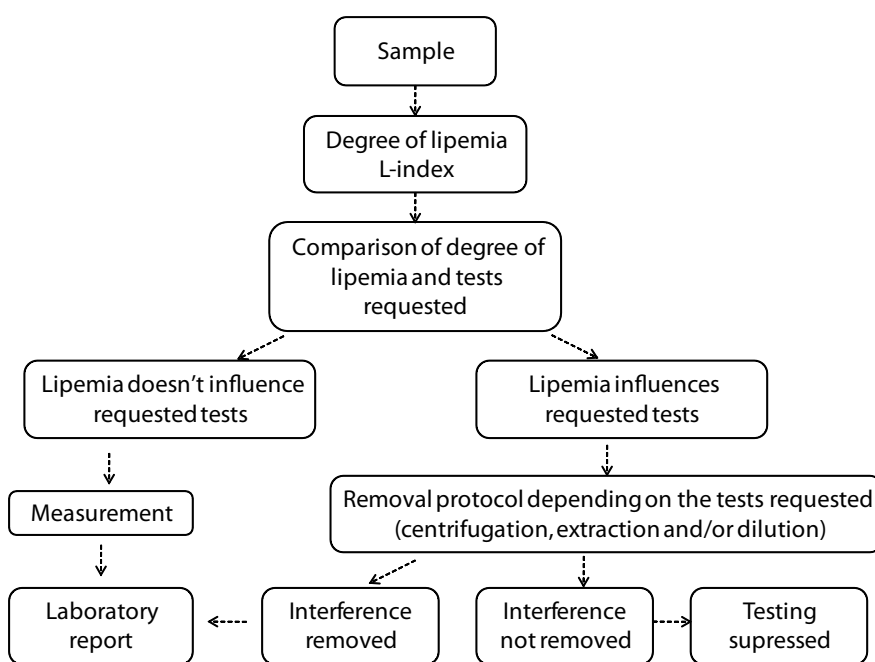 Sample
Degree of lipemia
L-index
Comparison of degree of
lipemia and tests
requested
Lipemia doesn't influence
requested tests
Lipemia influences
requested tests
Measurement
Removal protocol depending on the tests requested
(centrifugation, extraction and/or dilution)
Laboratory
report
Interference
removed
Interference
not removed
Testing
supressed